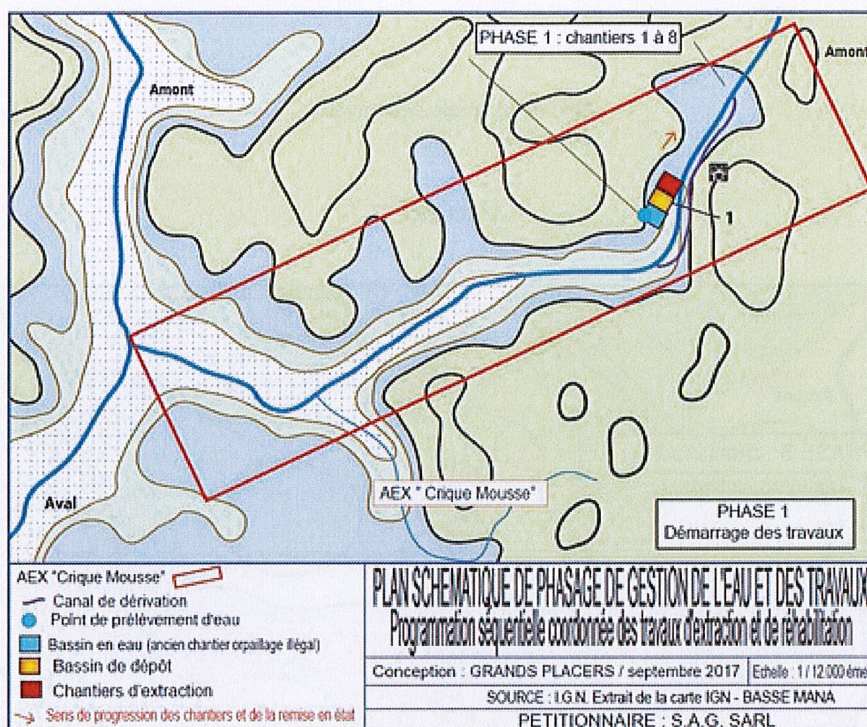 PHASE 1 : chantiers 1 à 8
Amont
Amont
1
Aval
AEX " Crique Mousse"
PHASE 1
Démarrage des travaux
AEX "Crique Mousse"
Canal de dérivation
Point de prélèvement d'eau
Bassin en eau (ancien chantier orpaillage illégal)
Bassin de dépôt
Chantiers d'extraction
Sens de progression des chantiers et de la remise en état
PLAN SCHEMATIQUE DE PHASAGE DE GESTION DE L'EAU ET DES TRAVAUX
Programmation séquentielle coordonnée des travaux d'extraction et de réhabilitation
Conception : GRANDS PLACERS / septembre 2017
Echelle : 1 / 12 000 ème
SOURCE : I.G.N. Extrait de la carte IGN - BASSE MANA
PETITIONNAIRE : S.A.G. SARL